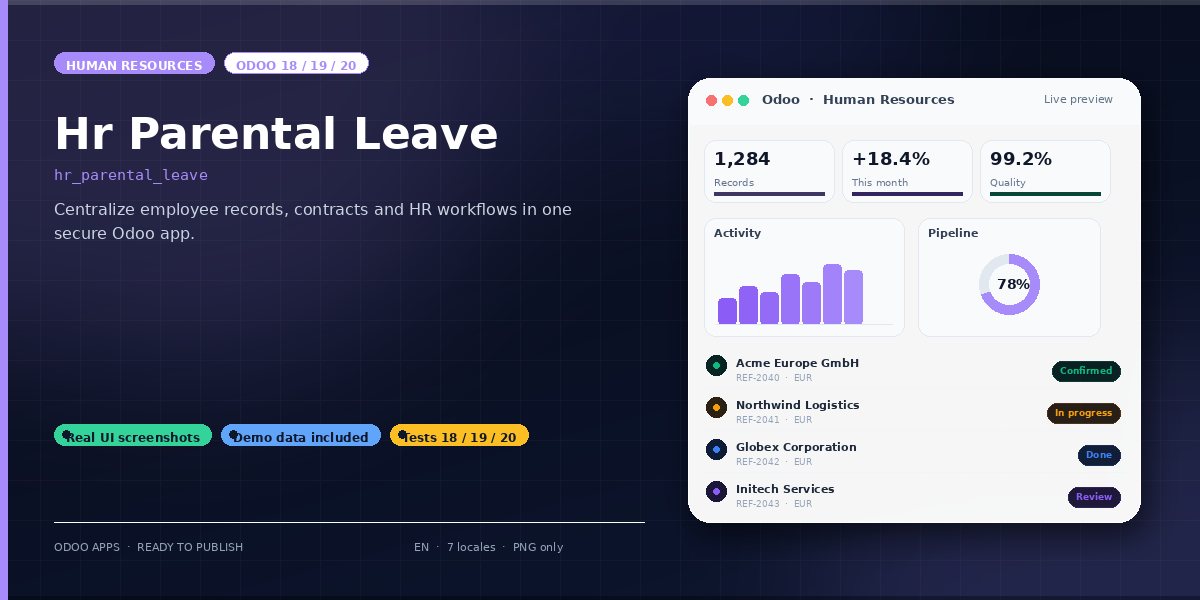 HUMAN RESOURCES
ODOO 18 / 19 / 20
Hr Parental Leave
hr_parental_leave
Centralize employee records, contracts and HR workflows in one
secure Odoo app.
Real UI screenshots
Demo data included
Tests 18 / 19 / 20
ODOO APPS · READY TO PUBLISH
EN · 7 locales · PNG only
Odoo · Human Resources
Live preview
1,284
Records
+18.4%
This month
99.2%
Quality
Activity
Pipeline
78%
Acme Europe GmbH
REF-2040 · EUR
Confirmed
Northwind Logistics
REF-2041 · EUR
In progress
Globex Corporation
REF-2042 · EUR
Done
Initech Services
REF-2043 · EUR
Review